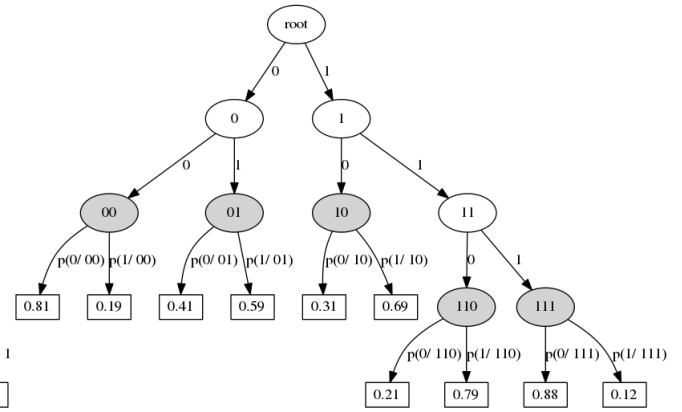 root
0 1
0 1
0 1 0 1
00 01 10 11
p(0/ 00) p(1/ 00) p(0/ 01) p(1/ 01) p(0/ 10) p(1/ 10) 0 1
0.81 0.19 0.41 0.59 0.31 0.69 110 111
1 p(0/ 110) p(1/ 110) p(0/ 111) p(1/ 111)
0.21 0.79 0.88 0.12